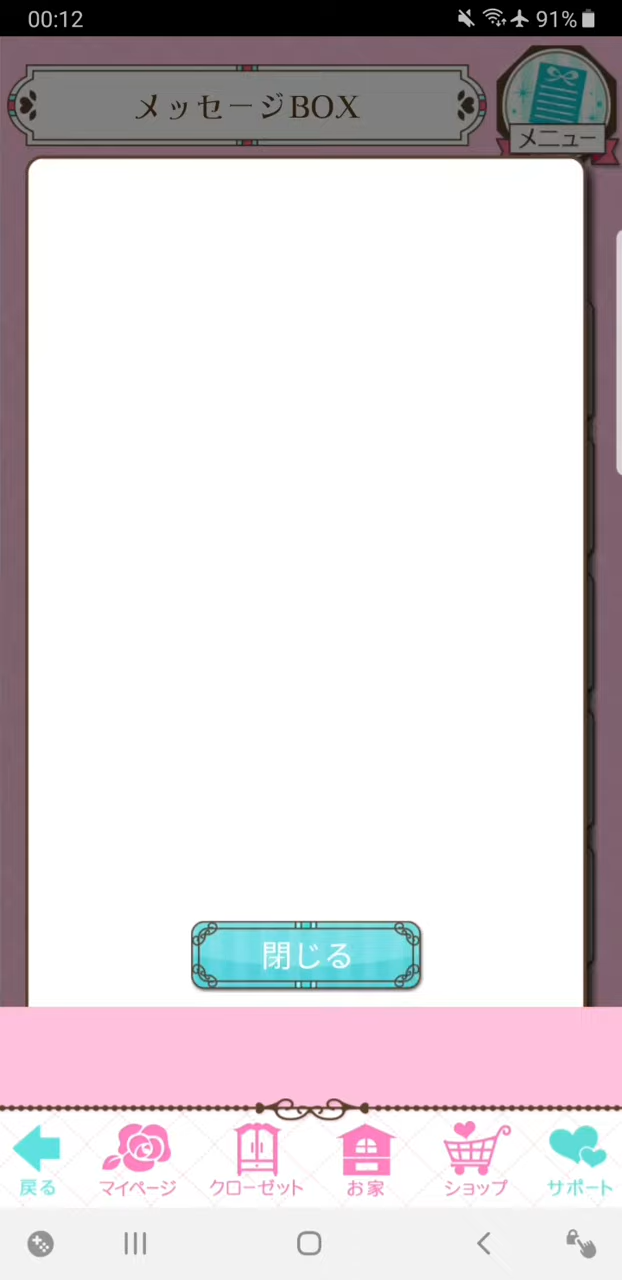 00:12
91%
メッセージBOX
メニュー
閉じる
戻る
マイページ
クローゼット
お家
ショップ
サポート